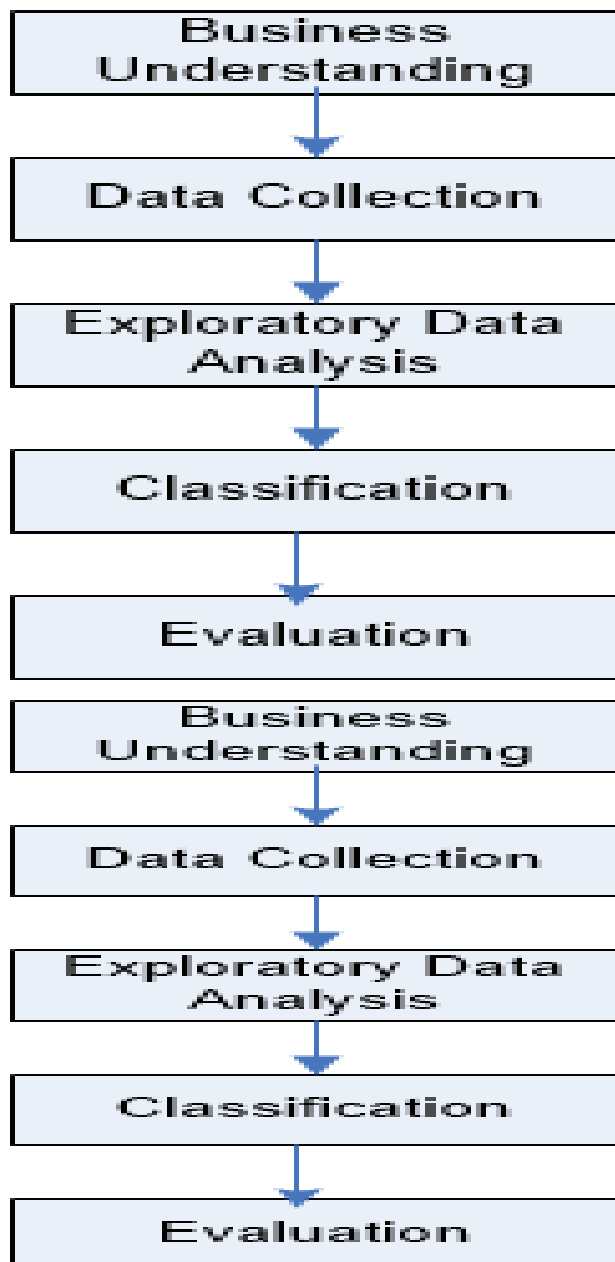 Business
Understanding
Data Collection
Exploratory Data
Analysis
Classification
Evaluation
Business
Understanding
Data Collection
Exploratory Data
Analysis
Classification
Evaluation